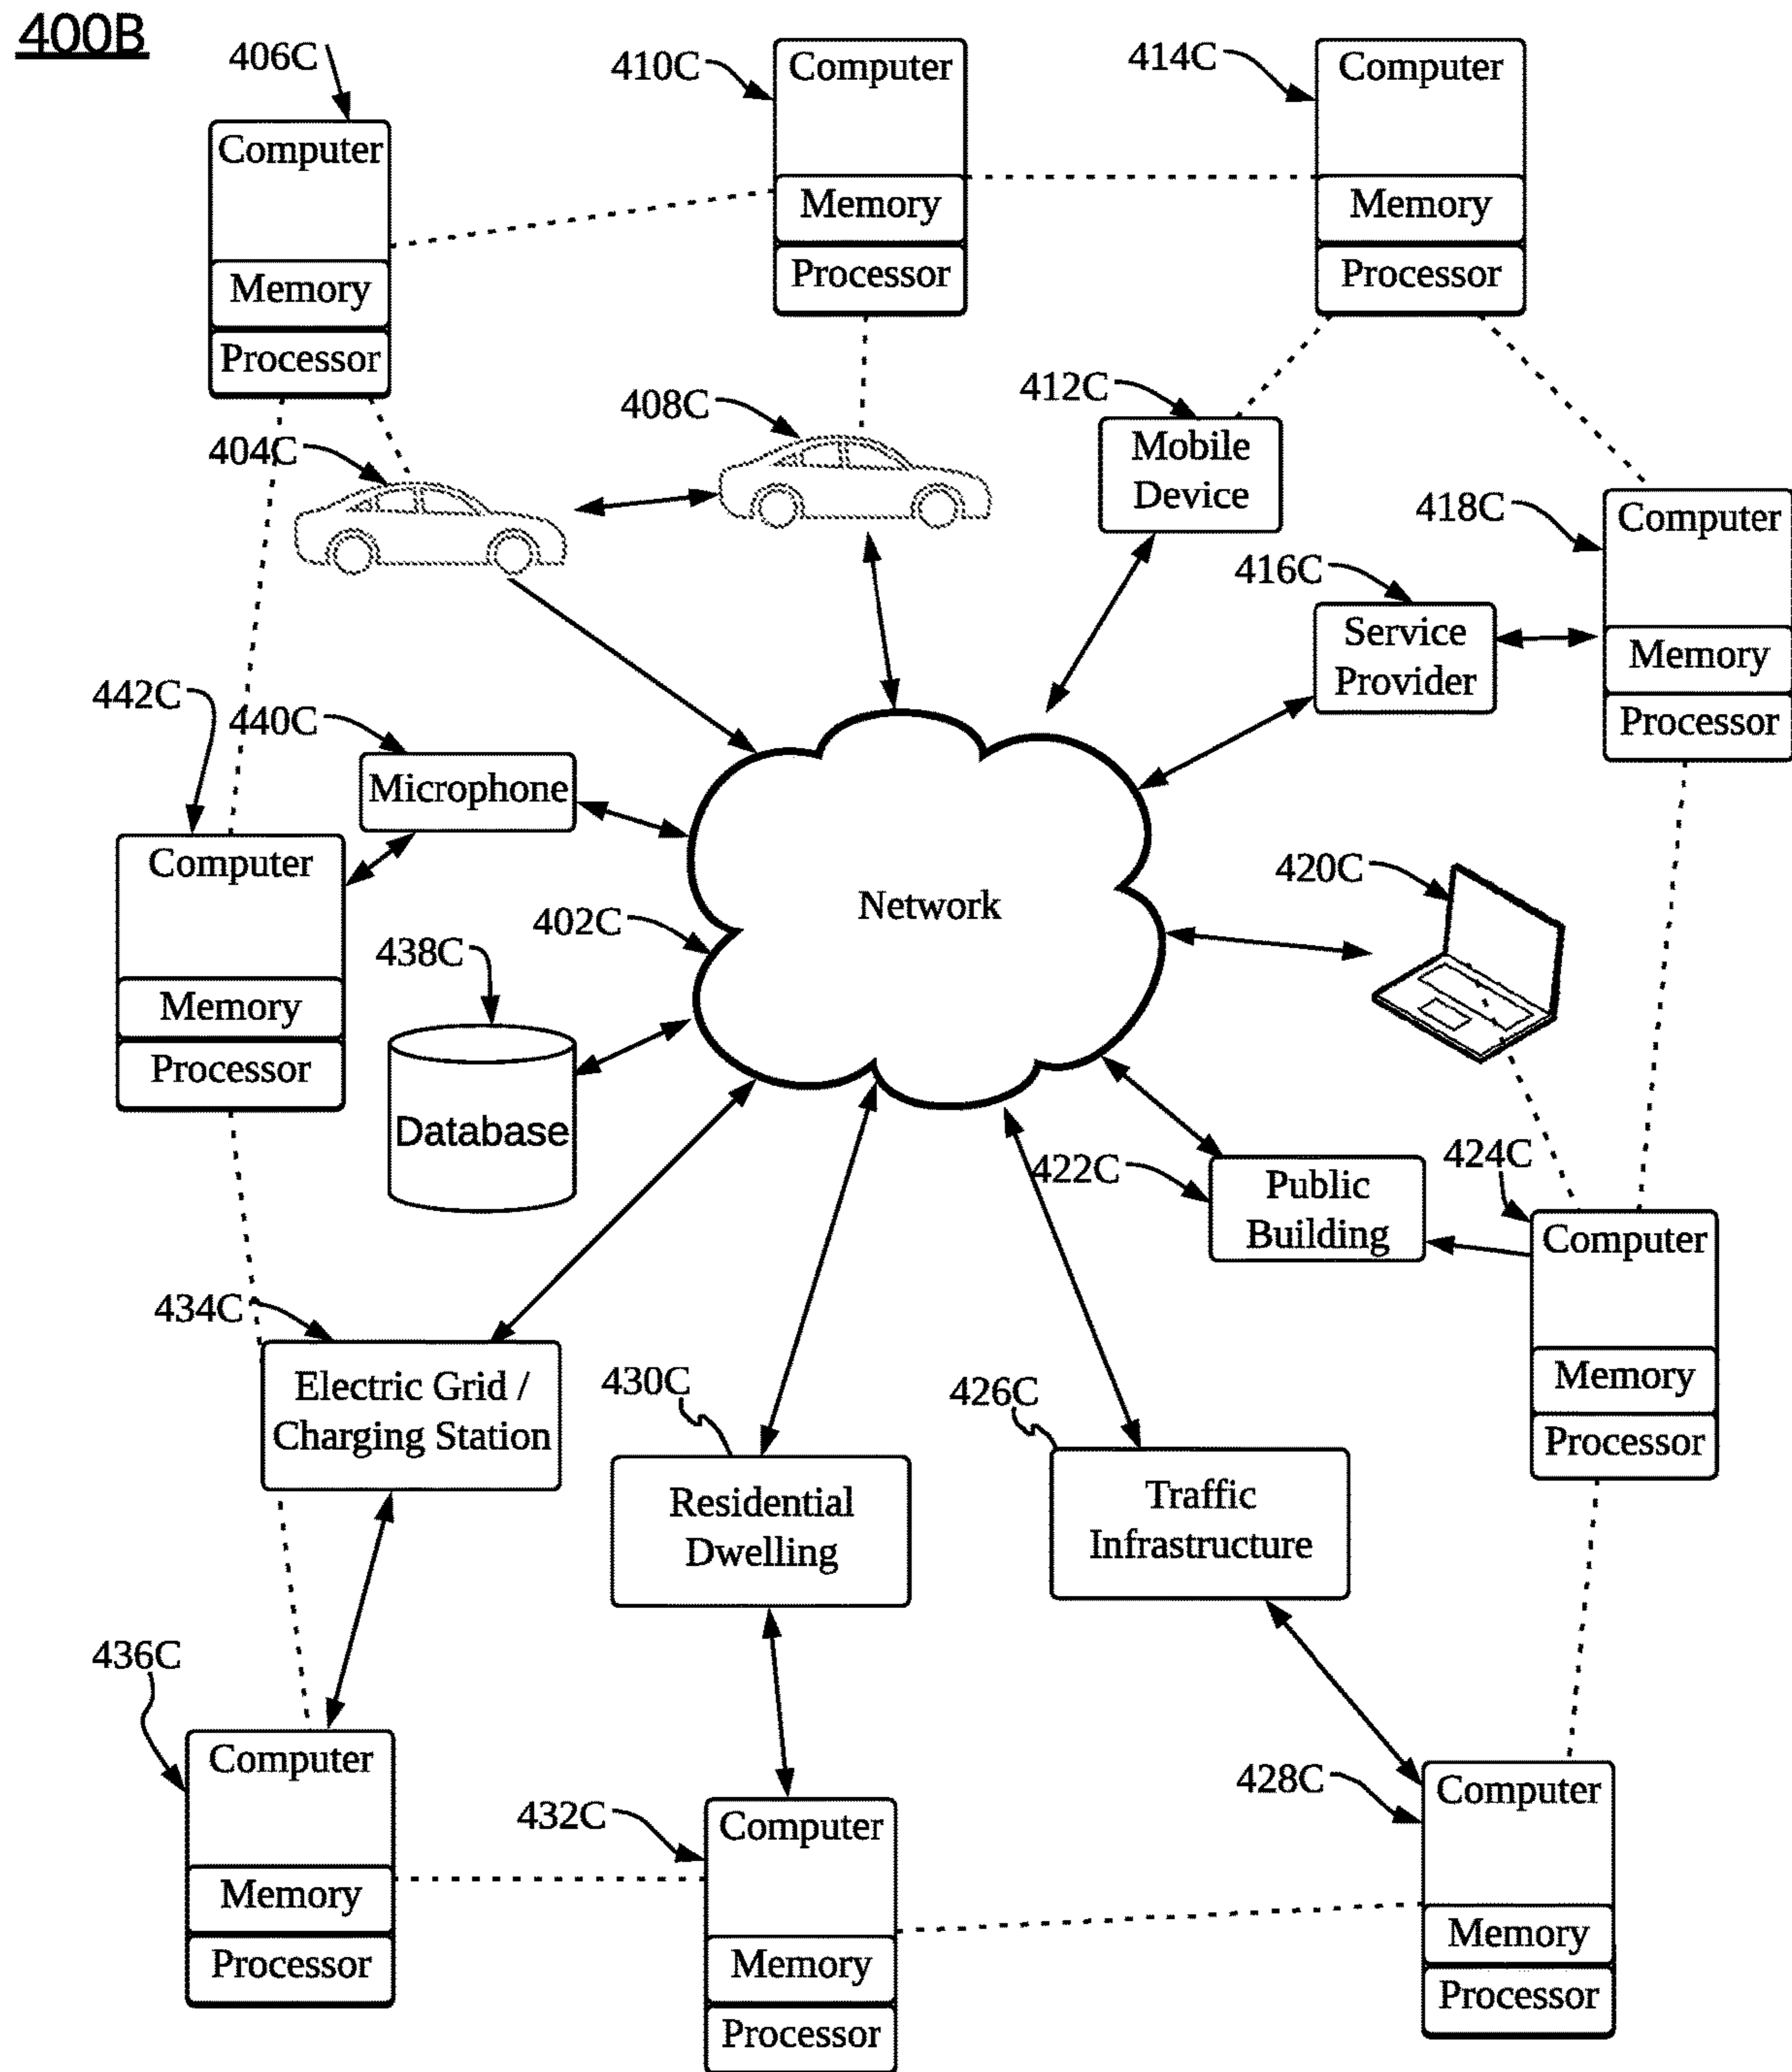 400B
406C
410C
414C
Computer
Memory
Processor
Computer
Memory
Processor
Computer
Memory
Processor
404C
408C
412C
Mobile
Device
416C
Service
Provider
418C
Computer
Memory
Processor
442C
440C
Microphone
Computer
Memory
Processor
402C
Network
420C
438C
Database
422C
Public
Building
424C
Computer
Memory
Processor
434C
Electric Grid /
Charging Station
430C
Residential
Dwelling
426C
Traffic
Infrastructure
436C
Computer
Memory
Processor
432C
Computer
Memory
Processor
428C
Computer
Memory
Processor